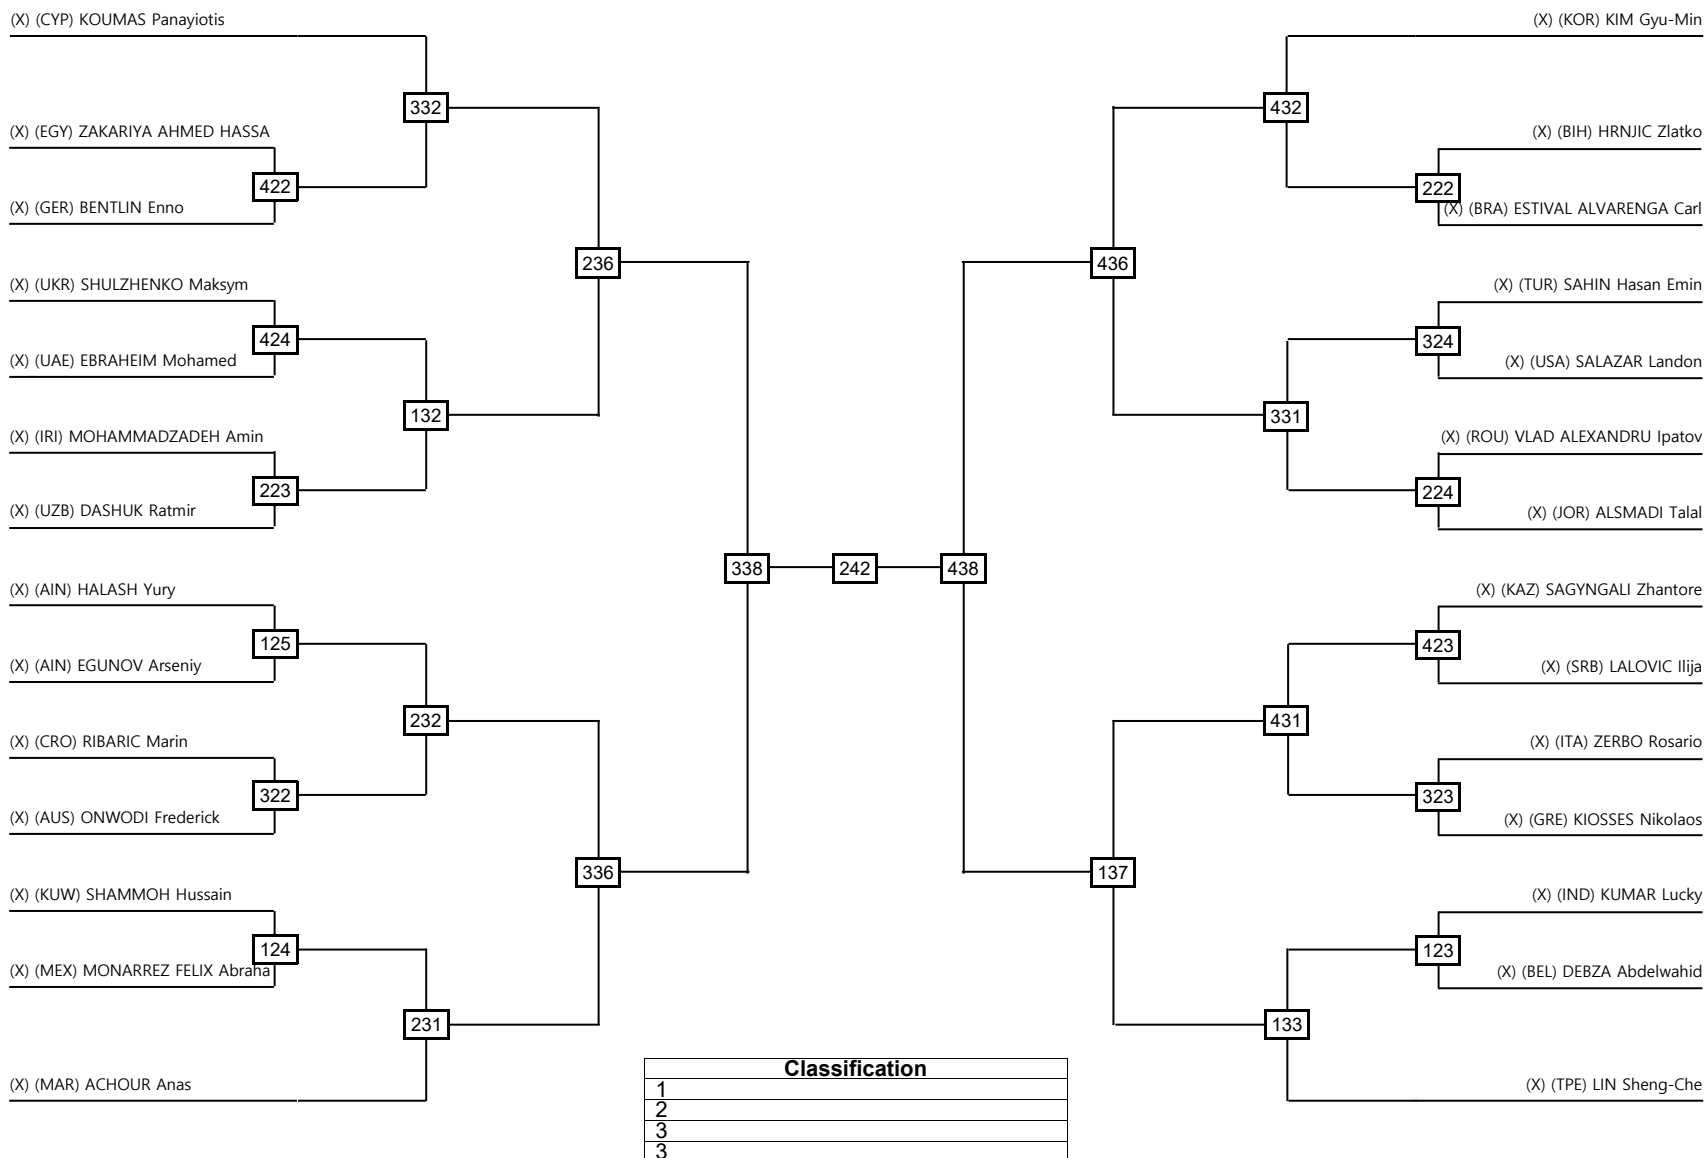 (X) (CYP) KOUMAS Panayiotis
332
(X) (EGY) ZAKARIYA AHMED HASSA
422
(X) (GER) BENTLIN Enno
236
(X) (UKR) SHULZHENKO Maksym
424
(X) (UAE) EBRAHEIM Mohamed
132
(X) (IRI) MOHAMMADZADEH Amin
223
(X) (UZB) DASHUK Ratmir
338
(X) (AIN) HALASH Yury
125
(X) (AIN) EGUNOV Arseniy
232
(X) (CRO) RIBARIC Marin
322
(X) (AUS) ONWODI Frederick
336
(X) (KUW) SHAMMOH Hussain
124
(X) (MEX) MONARREZ FELIX Abraha
231
(X) (MAR) ACHOUR Anas
242
(X) (KOR) KIM Gyu-Min
432
(X) (BIH) HRNJIC Zlatko
222
(X) (BRA) ESTIVAL ALVARENGA Carl
436
(X) (TUR) SAHIN Hasan Emin
324
(X) (USA) SALAZAR Landon
331
(X) (ROU) VLAD ALEXANDRU Ipatov
224
(X) (JOR) ALSMADI Talal
438
(X) (KAZ) SAGYNGALI Zhantore
423
(X) (SRB) LALOVIC Ilija
431
(X) (ITA) ZERBO Rosario
323
(X) (GRE) KIOSSES Nikolaos
137
(X) (IND) KUMAR Lucky
123
(X) (BEL) DEBZA Abdelwahid
133
(X) (TPE) LIN Sheng-Che
Classification
1
2
3
3